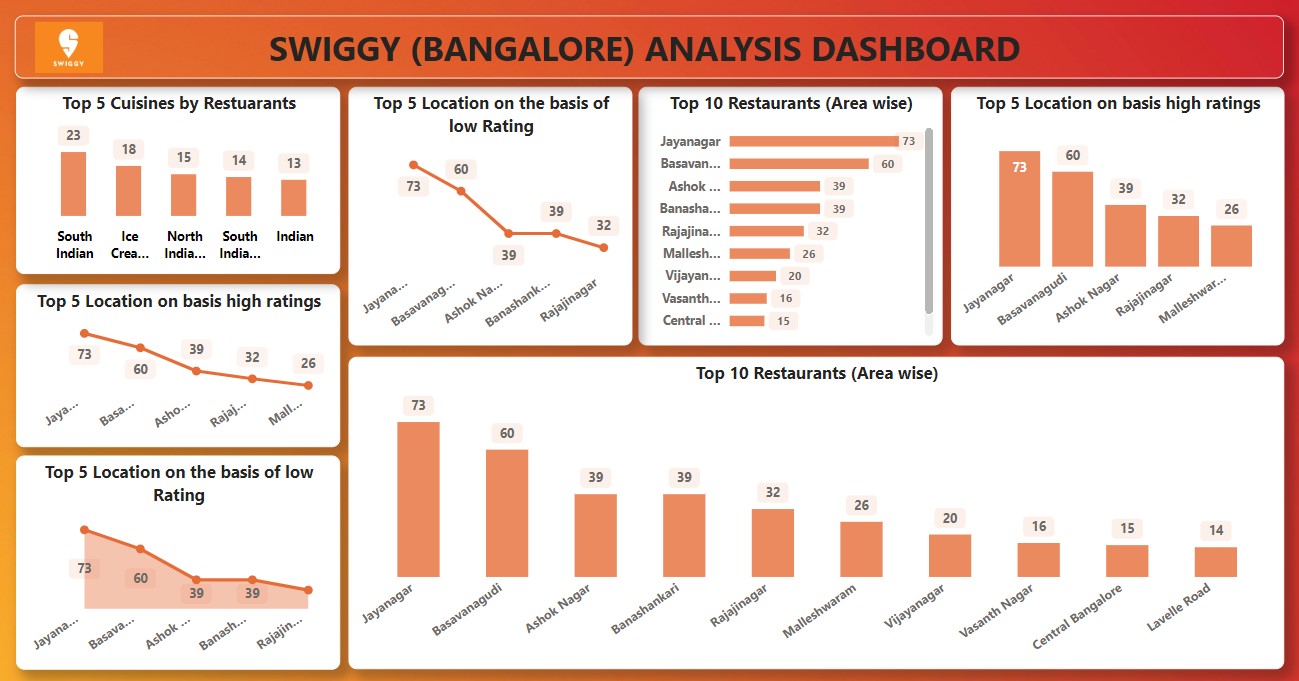 SWIGGY
SWIGGY (BANGALORE) ANALYSIS DASHBOARD
Top 5 Cuisines by Restuarants
23
18
15
14
13
South Indian
Ice Crea...
North India...
South India...
Indian
Top 5 Location on the basis of
low Rating
73
60
39
39
32
Jayana...
Basavanag...
Ashok Na...
Banashank...
Rajajinagar
Top 10 Restaurants (Area wise)
Jayanagar 73
Basavan... 60
Ashok ... 39
Banasha... 39
Rajajina... 32
Mallesh... 26
Vijayan... 20
Vasanth... 16
Central ... 15
Top 5 Location on basis high ratings
73
60
39
32
26
Jayanagar
Basavanagudi
Ashok Nagar
Rajajinagar
Malleshwar...
Top 5 Location on basis high ratings
73
60
39
32
26
Jaya...
Basa...
Asho...
Rajaj...
Mall...
Top 5 Location on the basis of low
Rating
73
60
39
39
Jayana...
Basava...
Ashok ...
Banash...
Rajajin...
Top 10 Restaurants (Area wise)
73
60
39
39
32
26
20
16
15
14
Jayanagar
Basavanagudi
Ashok Nagar
Banashankari
Rajajinagar
Malleshwaram
Vijayanagar
Vasanth Nagar
Central Bangalore
Lavelle Road